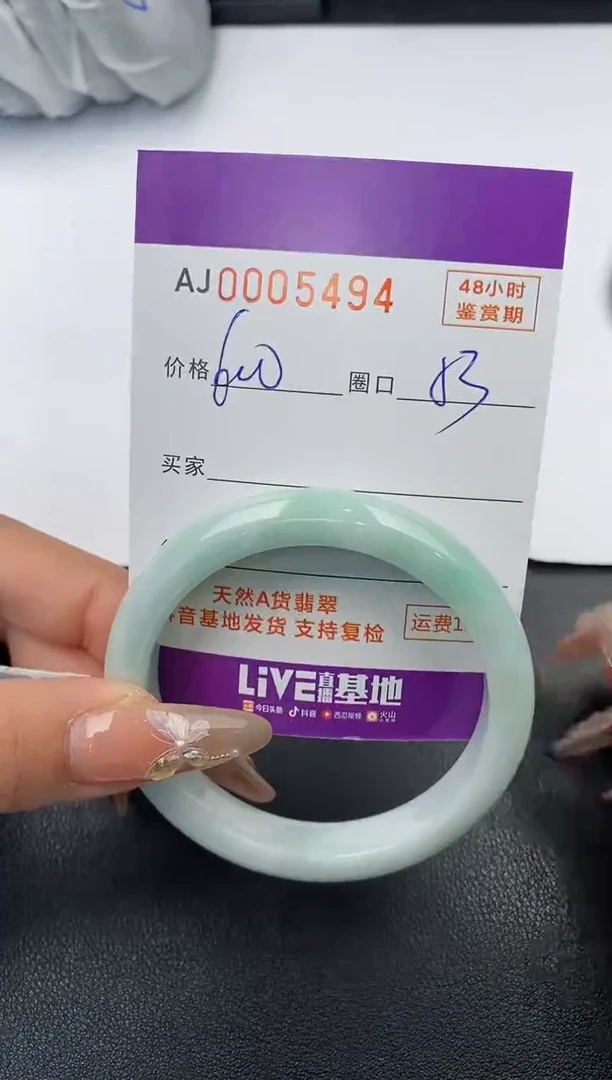 AJ0005494
48小时
鉴赏期
价格 600 圈口
买家
天然A货翡翠
音基地发货 支持复检
运费1
LiVE直播基地
今日头条 抖音 西瓜视频 火山